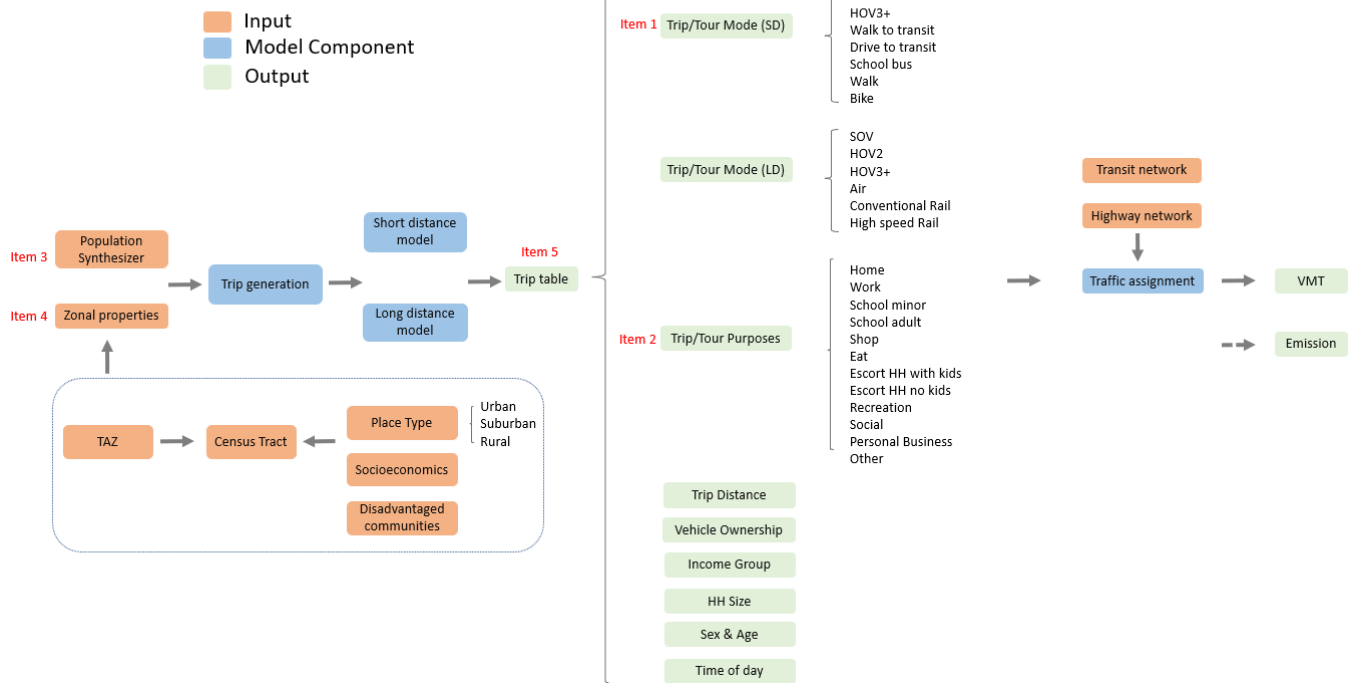 Input
Model Component
Output
Item 1
Trip/Tour Mode (SD)
HOV3+
Walk to transit
Drive to transit
School bus
Walk
Bike
Trip/Tour Mode (LD)
SOV
HOV2
HOV3+
Air
Conventional Rail
High speed Rail
Transit network
Highway network
Item 3
Population
Synthesizer
Item 4
Zonal properties
Trip generation
Short distance
model
Long distance
model
Item 5
Trip table
Item 2
Trip/Tour Purposes
Home
Work
School minor
School adult
Shop
Eat
Escort HH with kids
Escort HH no kids
Recreation
Social
Personal Business
Other
Traffic assignment
VMT
Emission
TAZ
Census Tract
Place Type
Urban
Suburban
Rural
Socioeconomics
Disadvantaged
communities
Trip Distance
Vehicle Ownership
Income Group
HH Size
Sex & Age
Time of day